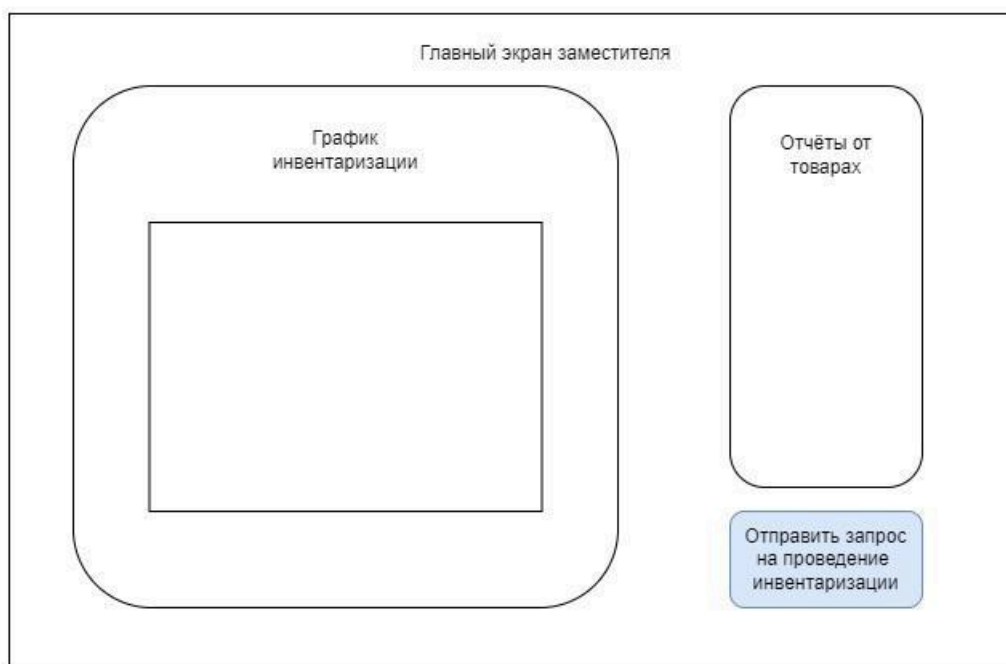 Главный экран заместителя
График
инвентаризации
Отчёты от
товарах
Отправить запрос
на проведение
инвентаризации